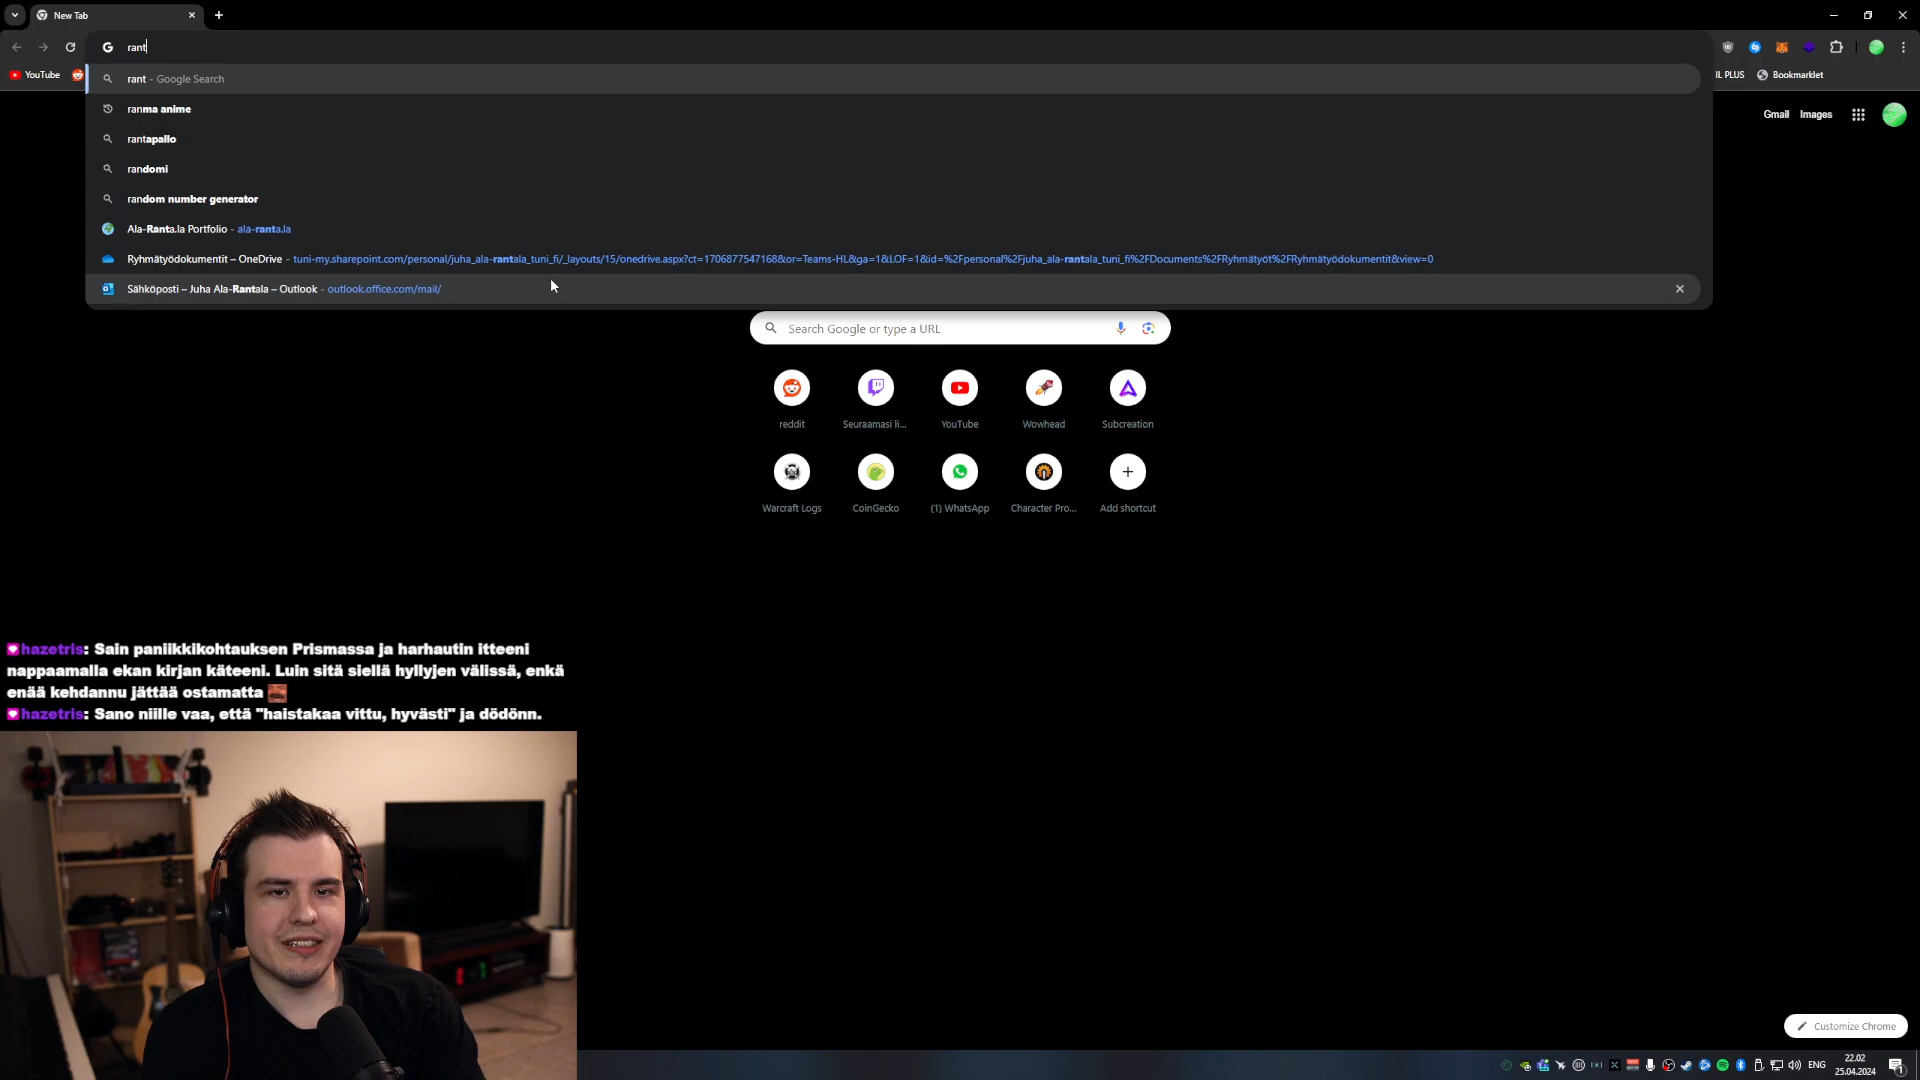 New Tab
rant
rant - Google Search
YouTube
IL PLUS
Bookmarklet
ranma anime
rantapallo
randomi
random number generator
Ala-Ranta.la Portfolio - ala-ranta.la
Ryhmätyödokumentit – OneDrive - tuni-my.sharepoint.com/personal/juha_ala-rantala_tuni_fi/_layouts/15/onedrive.aspx?ct=1706877547168&or=Teams-HL&ga=1&LOF=1&id=%2Fpersonal%2Fjuha_ala-rantala_tuni_fi%2FDocuments%2FRyhmätyöt%2FRyhmätyödokumentit&view=0
Sähköposti – Juha Ala-Rantala – Outlook - outlook.office.com/mail/
Gmail Images
Search Google or type a URL
reddit
Seuraamasi li...
YouTube
Wowhead
Subcreation
Warcraft Logs
CoinGecko
(1) WhatsApp
Character Pro...
Add shortcut
hazetris: Sain paniikkikohtauksen Prismassa ja harhautin itteeni
nappaamalla ekan kirjan käteeni. Luin sitä siellä hyllyjen välissä, enkä
enää kehdannu jättää ostamatta
hazetris: Sano niille vaa, että "haistakaa vittu, hyvästi" ja dödönn.
Customize Chrome
ENG
22.02
25.04.2024